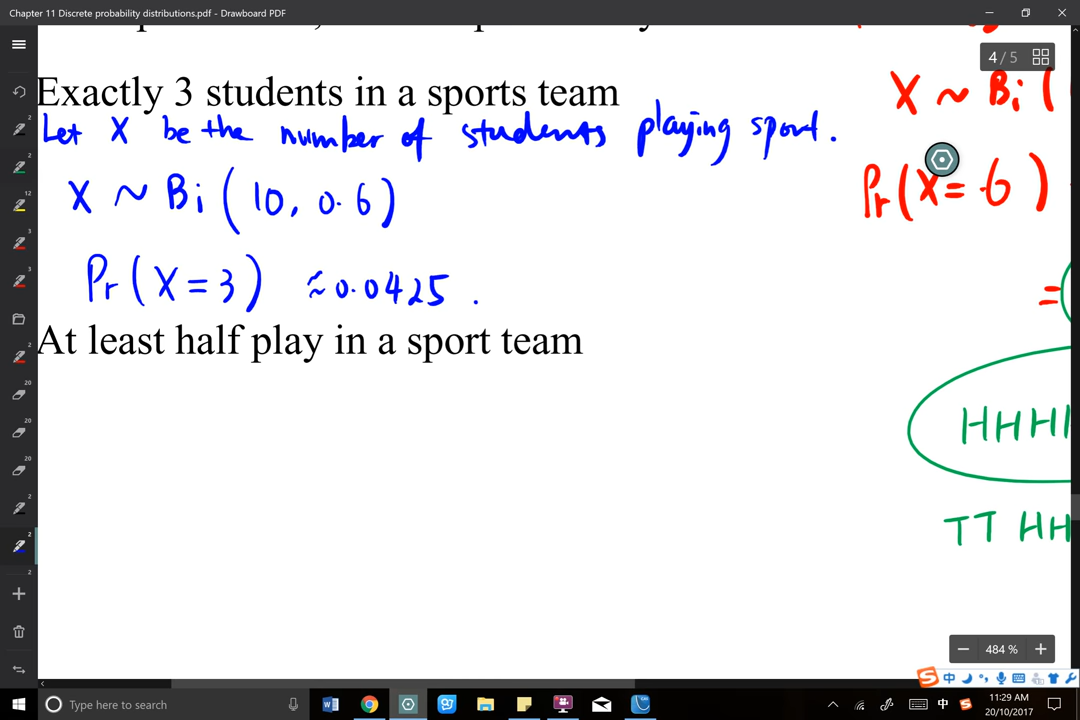 Chapter 11 Discrete probability distributions.pdf - Drawboard PDF
4 / 5
Exactly 3 students in a sports team
Let X be the number of students playing sport.
X ~ Bi (10, 0.6)
Pr (X = 3) ≈ 0.0425 .
At least half play in a sport team
X ~ Bi (
Pr (X = 6)
=
HHH
TT HH
484 %
中
Type here to search
中
11:29 AM
20/10/2017